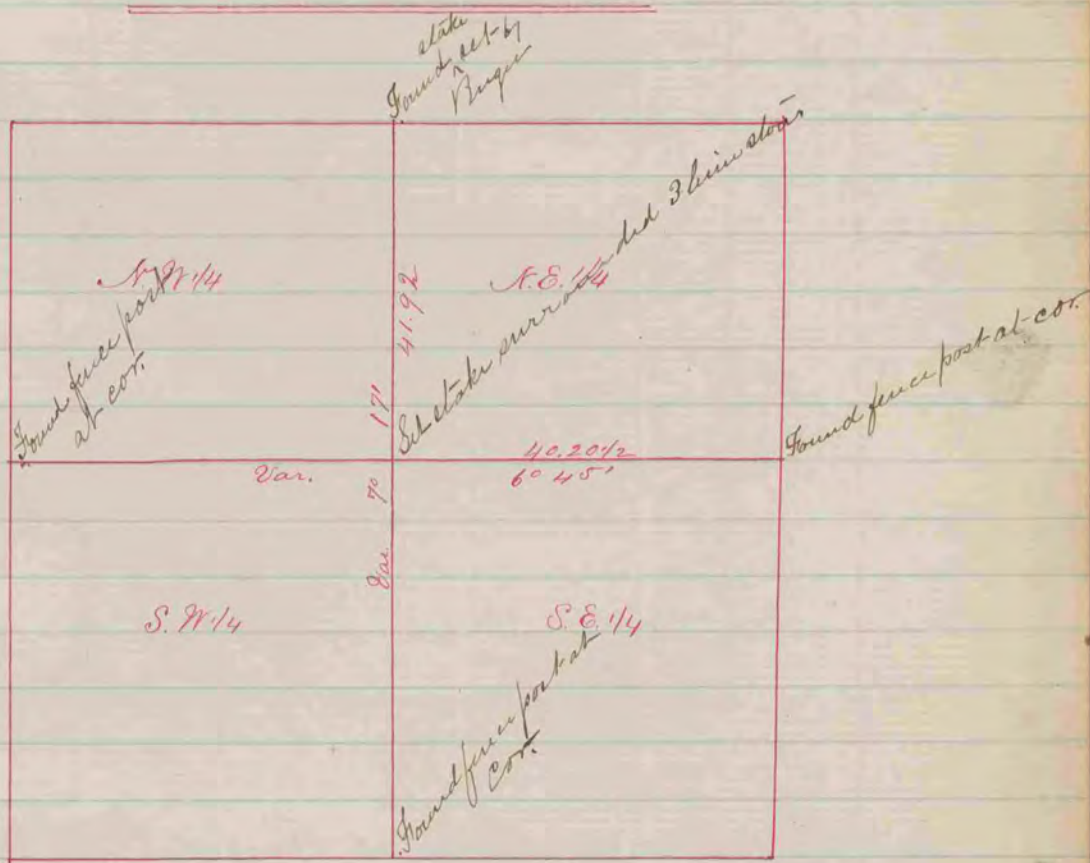 Found stake set by
N.W. 1/4
N.E. 1/4
41.92
Found fence post
at cor.
Set stake surrounded 3 lime
Found fence post at cor.
17'
Var.
40.20 1/2
6° 45'
7°
Var.
S.W. 1/4
S.E. 1/4
Found fence post at
cor.